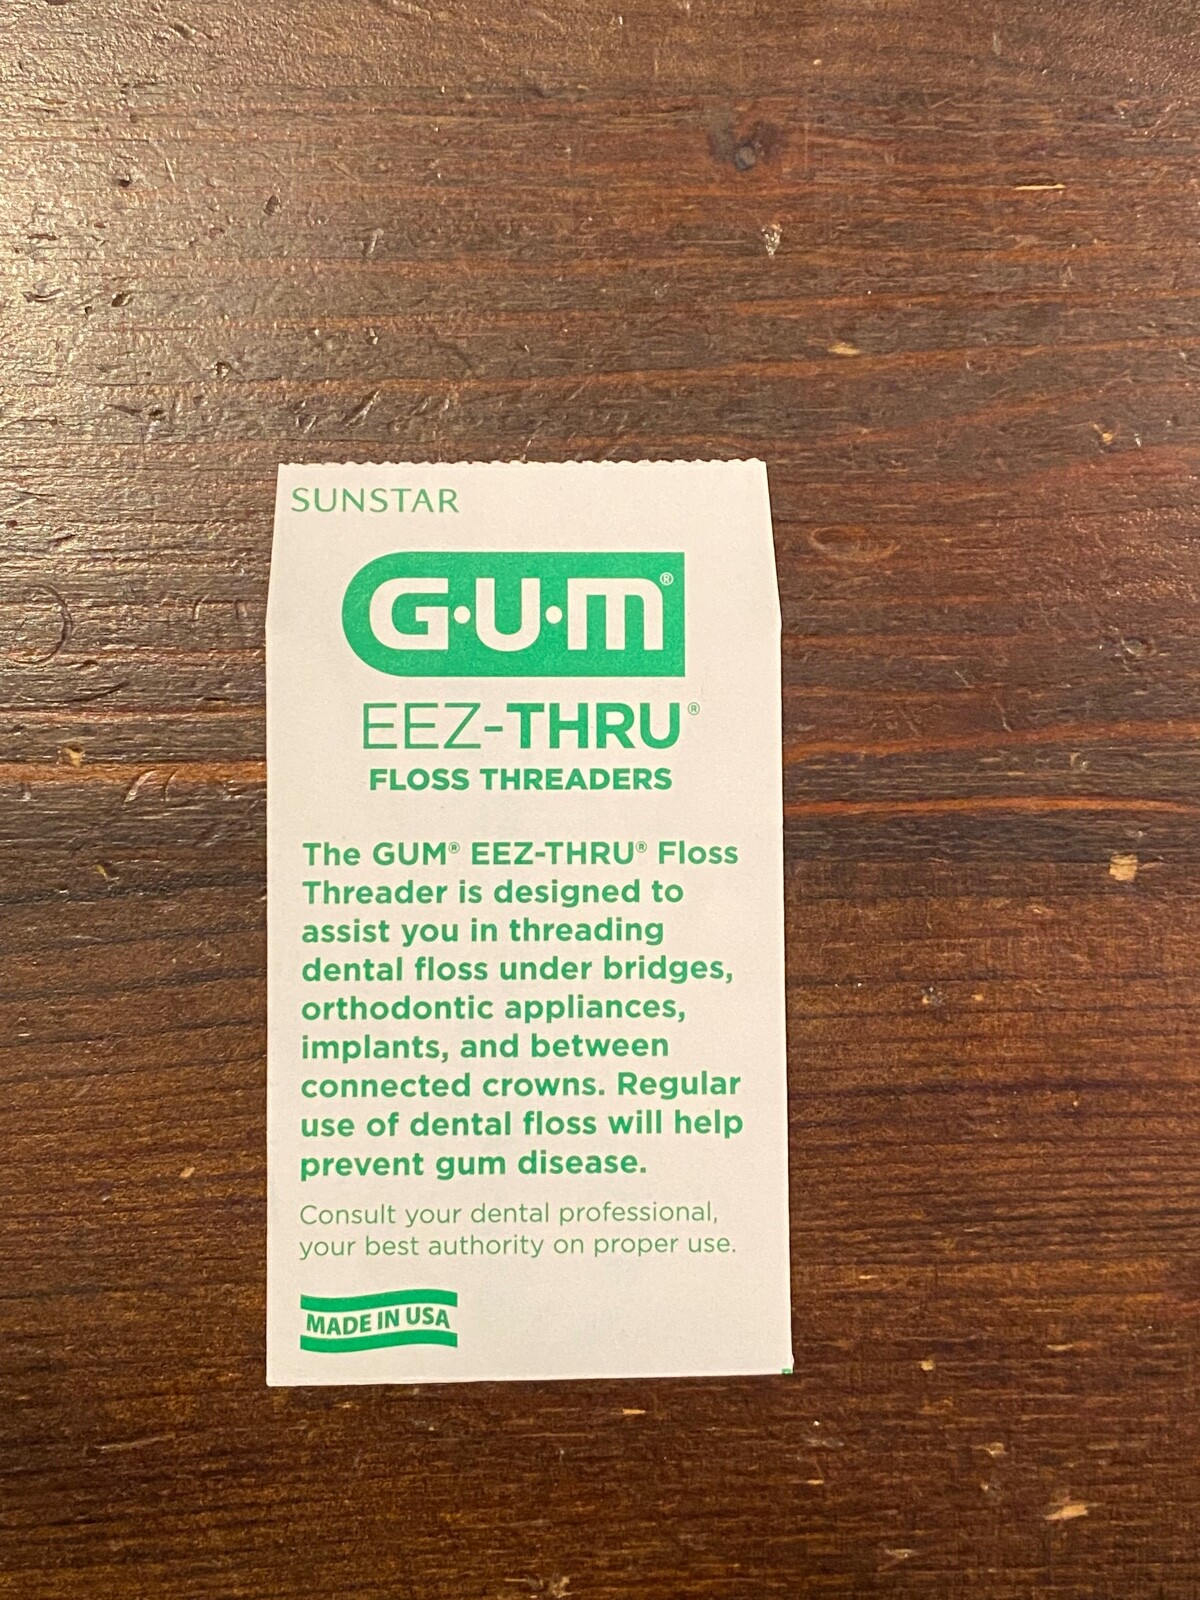 SUNSTAR
G·U·M®
EEZ-THRU®
FLOSS THREADERS
The GUM® EEZ-THRU® Floss
Threader is designed to
assist you in threading
dental floss under bridges,
orthodontic appliances,
implants, and between
connected crowns. Regular
use of dental floss will help
prevent gum disease.
Consult your dental professional,
your best authority on proper use.
MADE IN USA